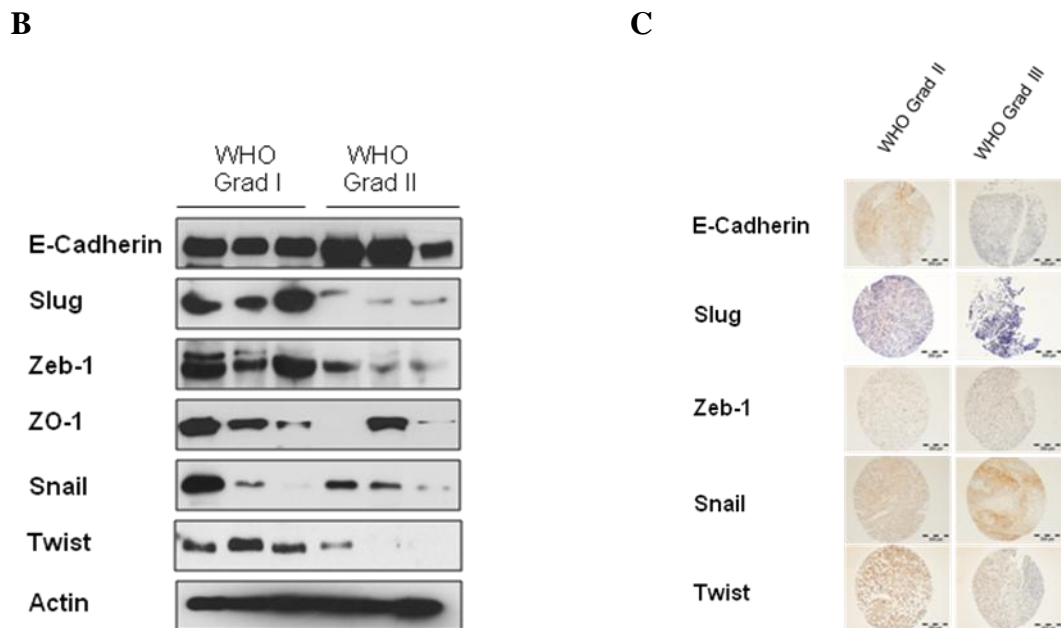 B
WHO
Grad I
WHO
Grad II
E-Cadherin
Slug
Zeb-1
ZO-1
Snail
Twist
Actin
C
WHO Grad II
WHO Grad III
E-Cadherin
Slug
Zeb-1
Snail
Twist